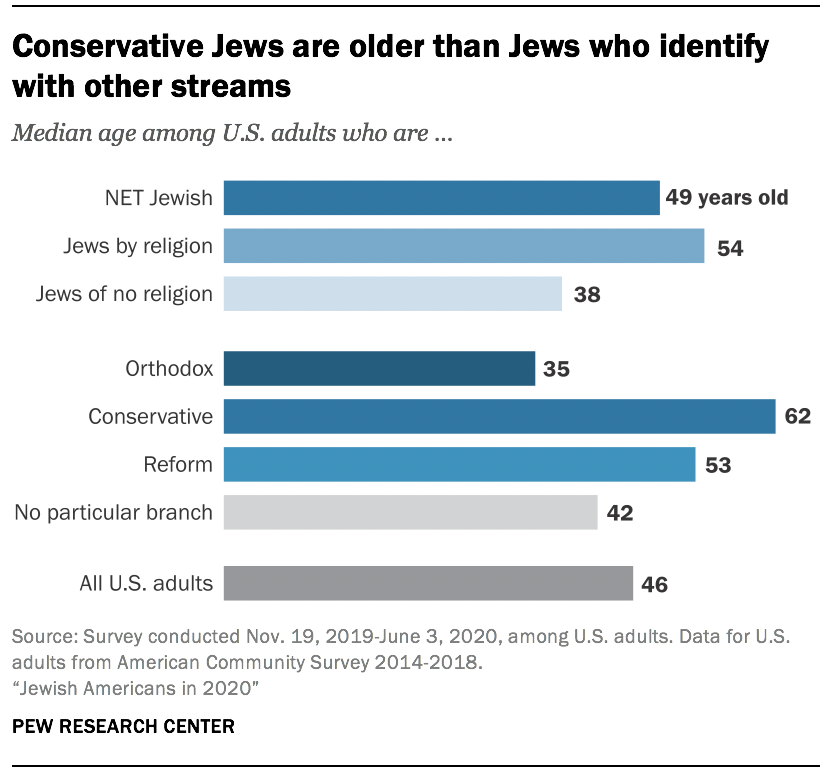 Conservative Jews are older than Jews who identify
with other streams
Median age among U.S. adults who are ...
NET Jewish 49 years old
Jews by religion 54
Jews of no religion 38
Orthodox 35
Conservative 62
Reform 53
No particular branch 42
All U.S. adults 46
Source: Survey conducted Nov. 19, 2019-June 3, 2020, among U.S. adults. Data for U.S.
adults from American Community Survey 2014-2018.
“Jewish Americans in 2020”
PEW RESEARCH CENTER